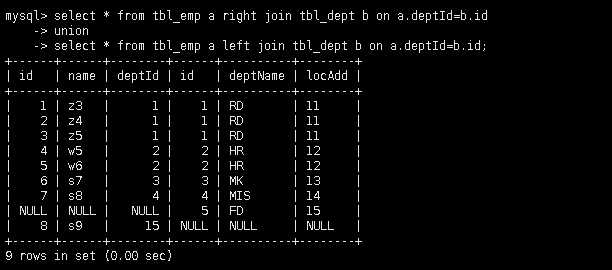 mysql> select * from tbl_emp a right join tbl_dept b on a.deptId=b.id
    -> union
    -> select * from tbl_emp a left join tbl_dept b on a.deptId=b.id;
+------+------+--------+------+----------+--------+
| id   | name | deptId | id   | deptName | locAdd |
+------+------+--------+------+----------+--------+
|    1 | z3   |      1 |    1 | RD       | 11     |
|    2 | z4   |      1 |    1 | RD       | 11     |
|    3 | z5   |      1 |    1 | RD       | 11     |
|    4 | w5   |      2 |    2 | HR       | 12     |
|    5 | w6   |      2 |    2 | HR       | 12     |
|    6 | s7   |      3 |    3 | MK       | 13     |
|    7 | s8   |      4 |    4 | MIS      | 14     |
| NULL | NULL |   NULL |    5 | FD       | 15     |
|    8 | s9   |     15 | NULL | NULL     | NULL   |
+------+------+--------+------+----------+--------+
9 rows in set (0.00 sec)